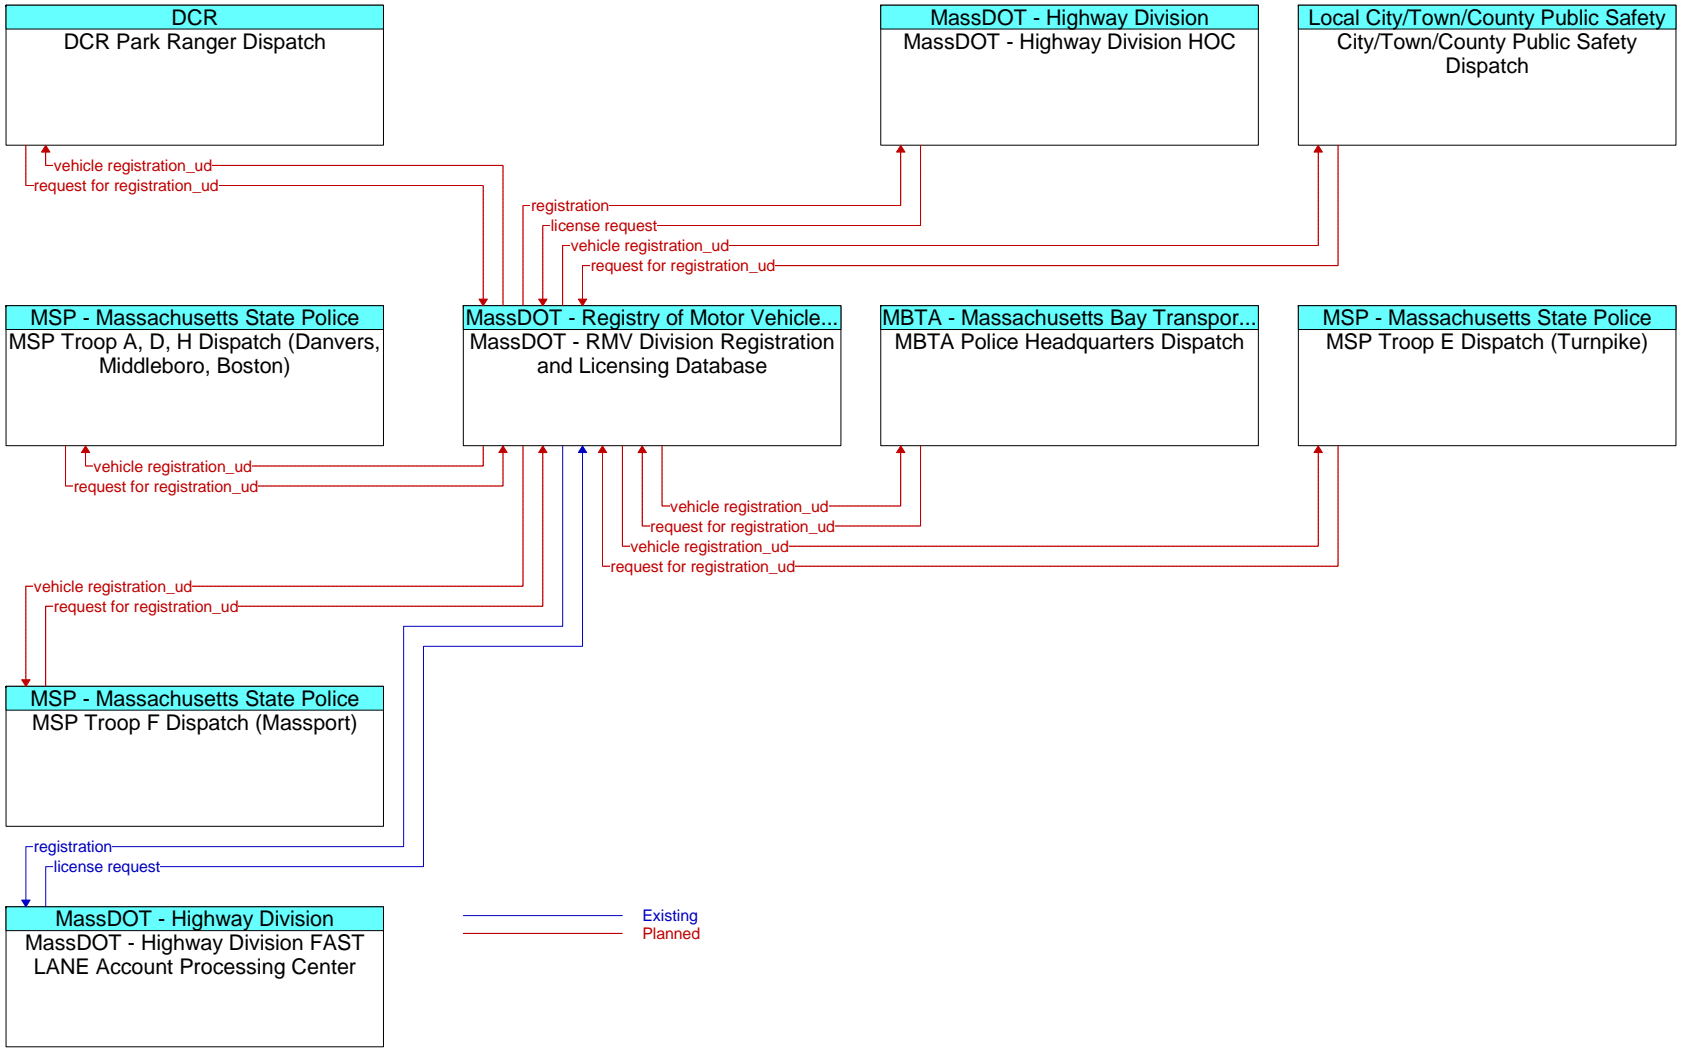 DCR
DCR Park Ranger Dispatch
MassDOT - Highway Division
MassDOT - Highway Division HOC
Local City/Town/County Public Safety
City/Town/County Public Safety
Dispatch
vehicle registration_ud
request for registration_ud
registration
license request
vehicle registration_ud
request for registration_ud
MSP - Massachusetts State Police
MSP Troop A, D, H Dispatch (Danvers,
Middleboro, Boston)
MassDOT - Registry of Motor Vehicle...
MassDOT - RMV Division Registration
and Licensing Database
MBTA - Massachusetts Bay Transpor...
MBTA Police Headquarters Dispatch
MSP - Massachusetts State Police
MSP Troop E Dispatch (Turnpike)
vehicle registration_ud
request for registration_ud
vehicle registration_ud
request for registration_ud
vehicle registration_ud
request for registration_ud
vehicle registration_ud
request for registration_ud
MSP - Massachusetts State Police
MSP Troop F Dispatch (Massport)
registration
license request
MassDOT - Highway Division
MassDOT - Highway Division FAST
LANE Account Processing Center
Existing
Planned